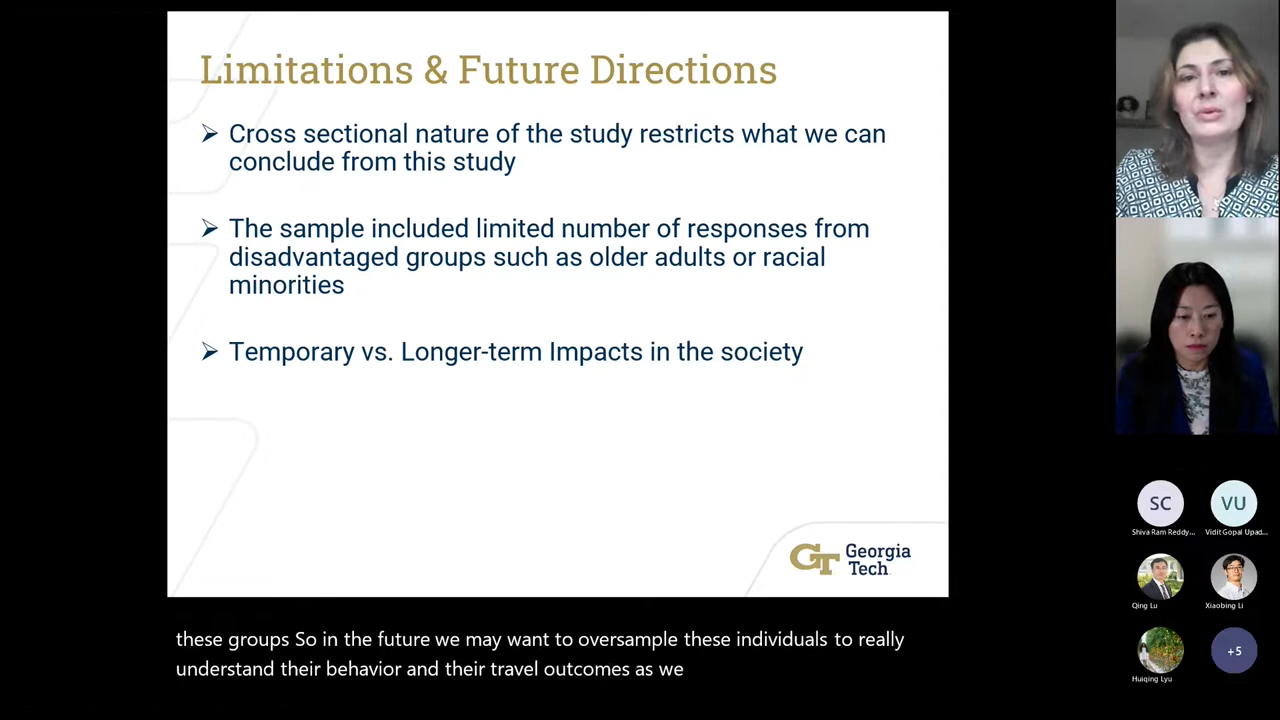 Limitations & Future Directions
Cross sectional nature of the study restricts what we can
conclude from this study
The sample included limited number of responses from
disadvantaged groups such as older adults or racial
minorities
Temporary vs. Longer-term Impacts in the society
GT Georgia
Tech
these groups So in the future we may want to oversample these individuals to really
understand their behavior and their travel outcomes as we
SC
VU
Shiva Ram Reddy...
Vidit Gopal Upad...
Qing Lu
Xiaobing Li
Huiqing Lyu
+5